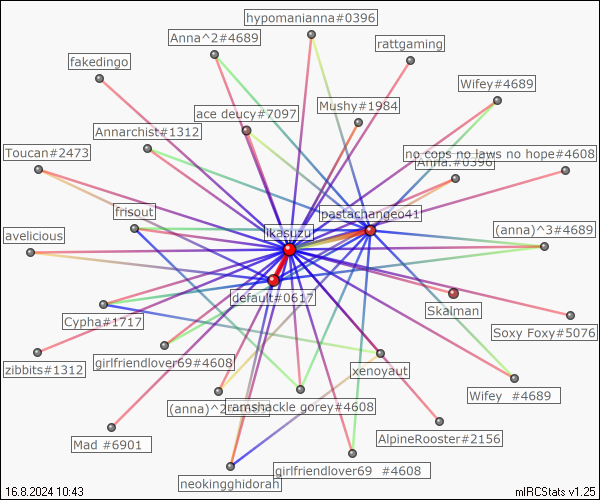 hypomanianna#0396
Anna^2#4689
rattgaming
fakedingo
Wifey#4689
Mushy#1984
ace deucy#7097
Annarchist#1312
Toucan#2473
no cops no laws no hope#4608
Anna.#0396
pastachangeo41
frisout
ikasuzu
(anna)^3#4689
avelicious
default#0617
Skalman
Cypha#1717
Soxy Foxy#5076
zibbits#1312
girlfriendlover69#4608
xenoyaut
Wifey  #4689
(anna)^2
ramshackle gorey#4608
AlpineRooster#2156
Mad #6901
girlfriendlover69  #4608
neokingghidorah
16.8.2024 10:43
mIRCStats v1.25